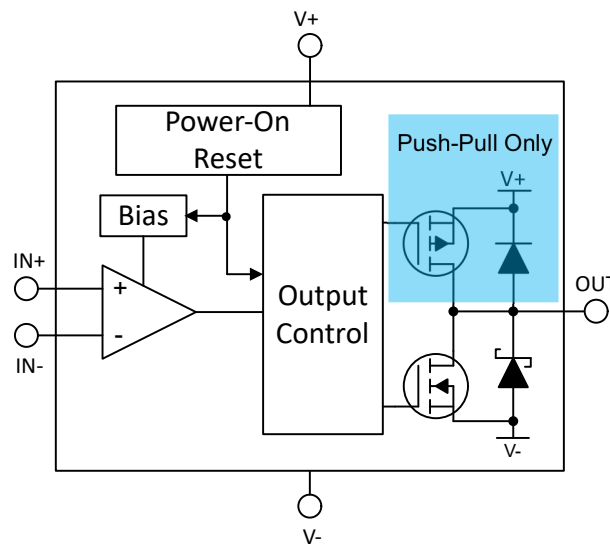 V+
Power-On
Reset
Push-Pull Only
V+
Bias
IN+
+
Output
Control
OUT
IN-
-
V-
V-